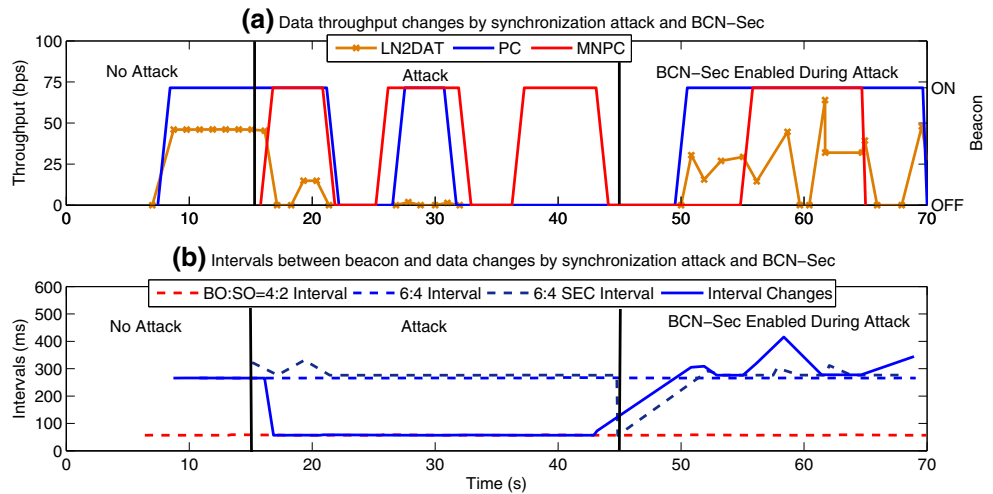 (a) Data throughput changes by synchronization attack and BCN-Sec
LN2DAT PC MNPC
No Attack
Attack
BCN-Sec Enabled During Attack
Throughput (bps)
100
75
50
25
0
ON
OFF
Beacon
0 10 20 30 40 50 60 70
(b) Intervals between beacon and data changes by synchronization attack and BCN-Sec
BO:SO=4:2 Interval 6:4 Interval 6:4 SEC Interval Interval Changes
No Attack
Attack
BCN-Sec Enabled During Attack
Intervals (ms)
600
500
400
300
200
100
0
0 10 20 30 40 50 60 70
Time (s)